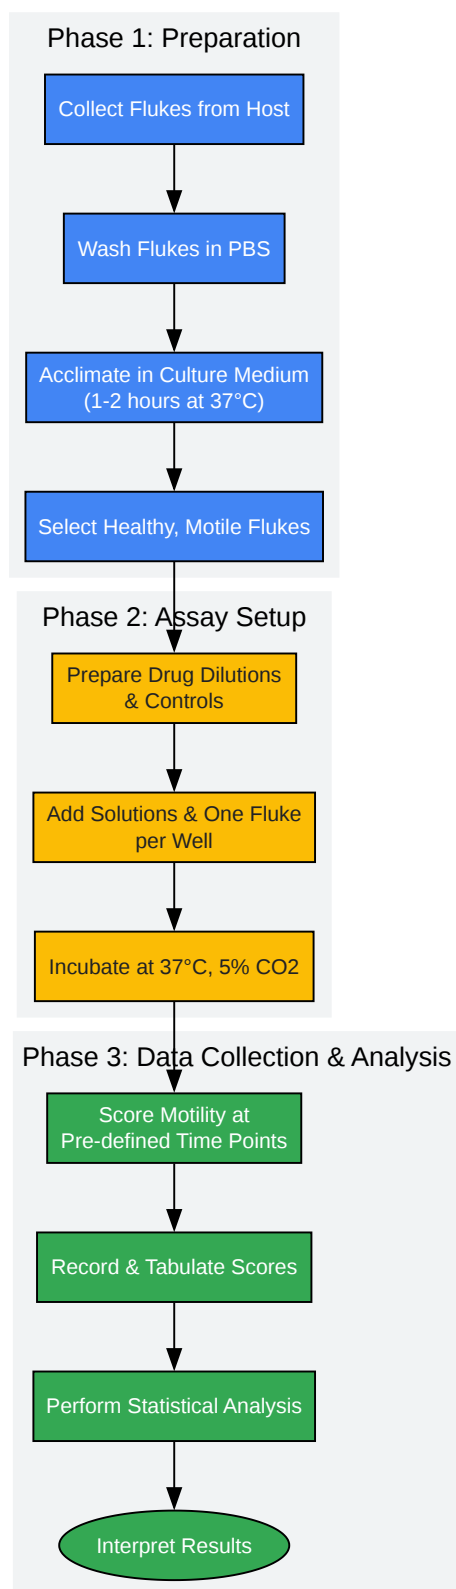 Phase 1: Preparation
Collect Flukes from Host
Wash Flukes in PBS
Acclimate in Culture Medium
(1-2 hours at 37°C)
Select Healthy, Motile Flukes
Phase 2: Assay Setup
Prepare Drug Dilutions
& Controls
Add Solutions & One Fluke
per Well
Incubate at 37°C, 5% CO2
Phase 3: Data Collection & Analysis
Score Motility at
Pre-defined Time Points
Record & Tabulate Scores
Perform Statistical Analysis
Interpret Results